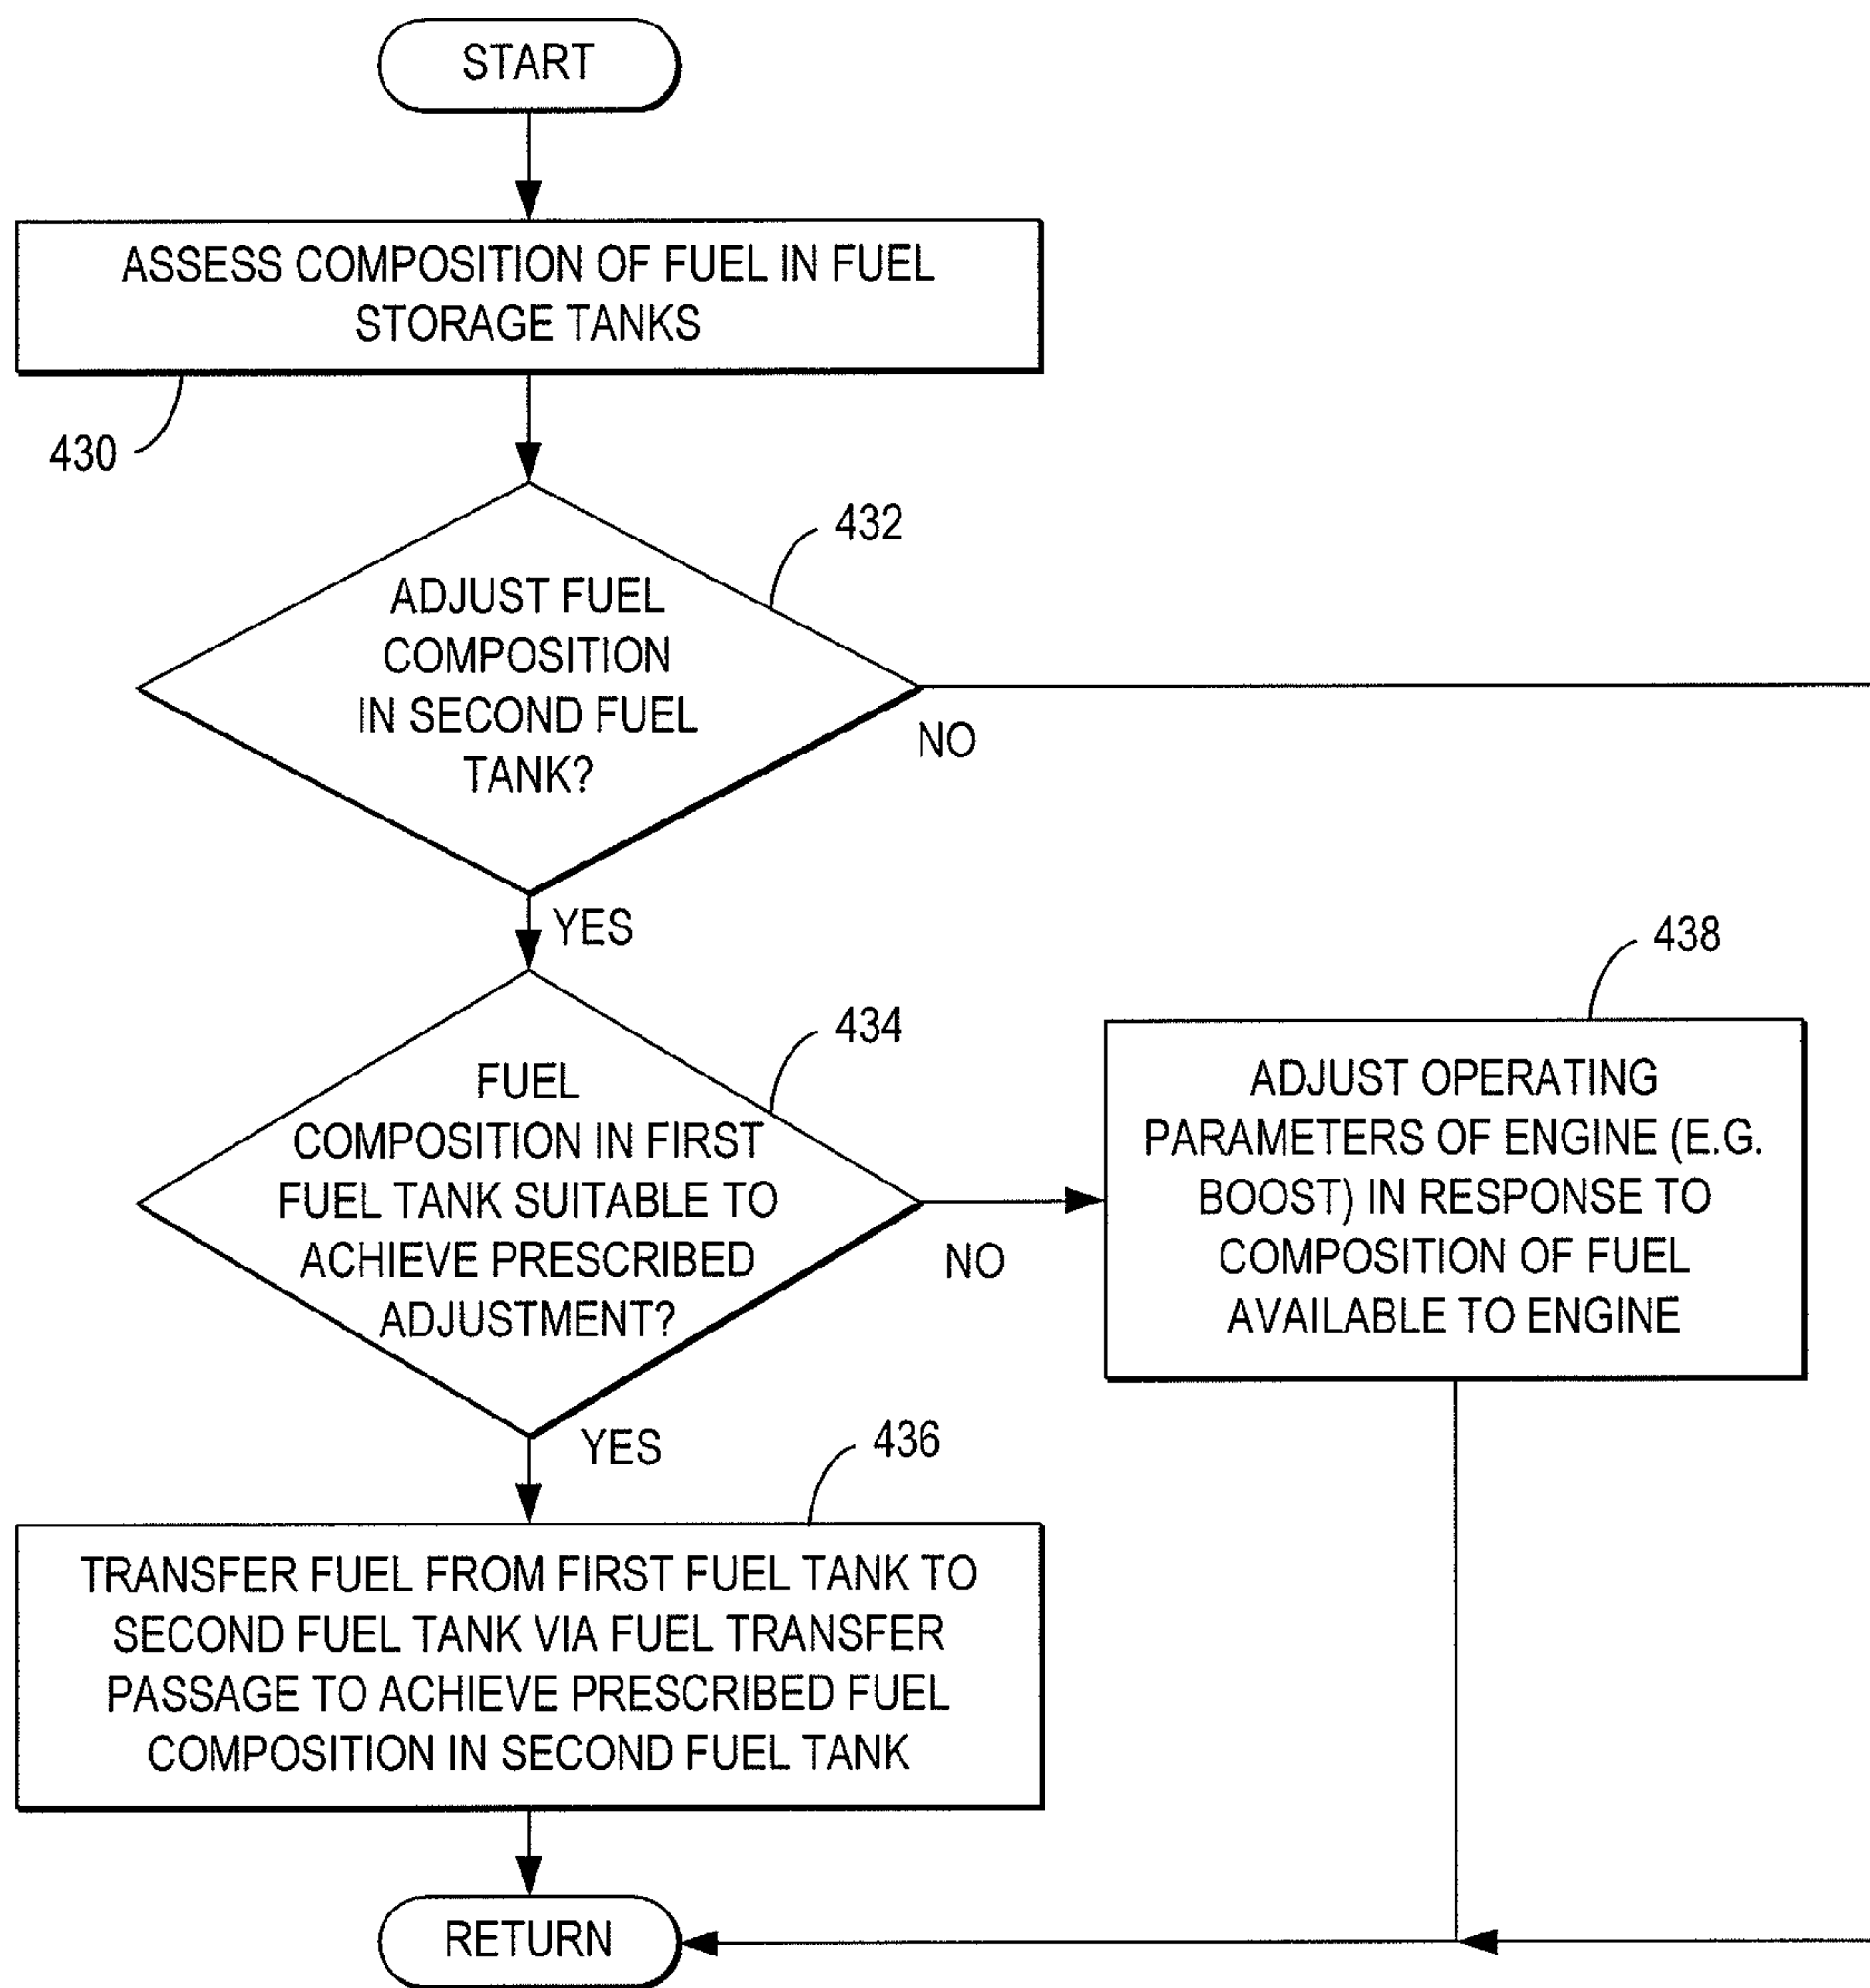 START
ASSESS COMPOSITION OF FUEL IN FUEL
STORAGE TANKS
430
432
ADJUST FUEL
COMPOSITION
IN SECOND FUEL
TANK?
NO
YES
434
FUEL
COMPOSITION IN FIRST
FUEL TANK SUITABLE TO
ACHIEVE PRESCRIBED
ADJUSTMENT?
NO
YES
438
ADJUST OPERATING
PARAMETERS OF ENGINE (E.G.
BOOST) IN RESPONSE TO
COMPOSITION OF FUEL
AVAILABLE TO ENGINE
436
TRANSFER FUEL FROM FIRST FUEL TANK TO
SECOND FUEL TANK VIA FUEL TRANSFER
PASSAGE TO ACHIEVE PRESCRIBED FUEL
COMPOSITION IN SECOND FUEL TANK
RETURN